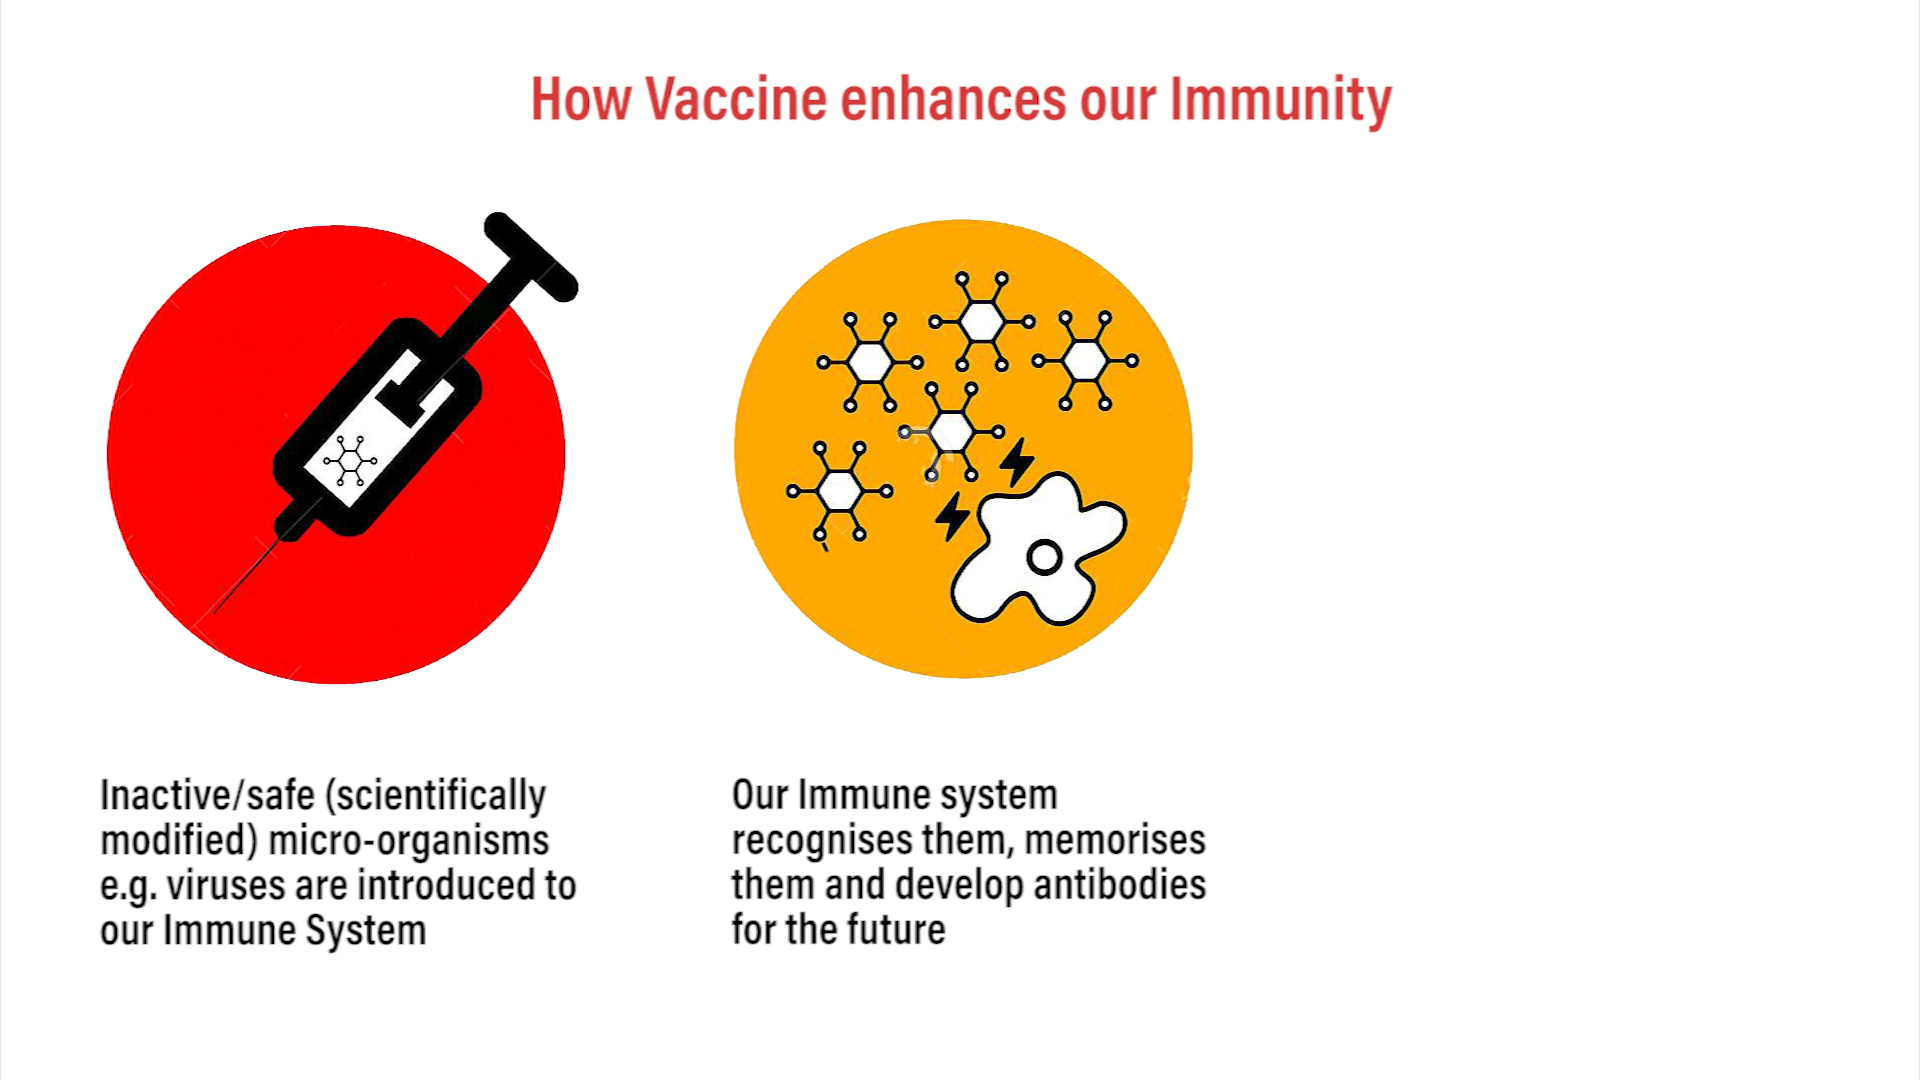 How Vaccine enhances our Immunity
Inactive/safe (scientifically
modified) micro-organisms
e.g. viruses are introduced to
our Immune System
Our Immune system
recognises them, memorises
them and develop antibodies
for the future